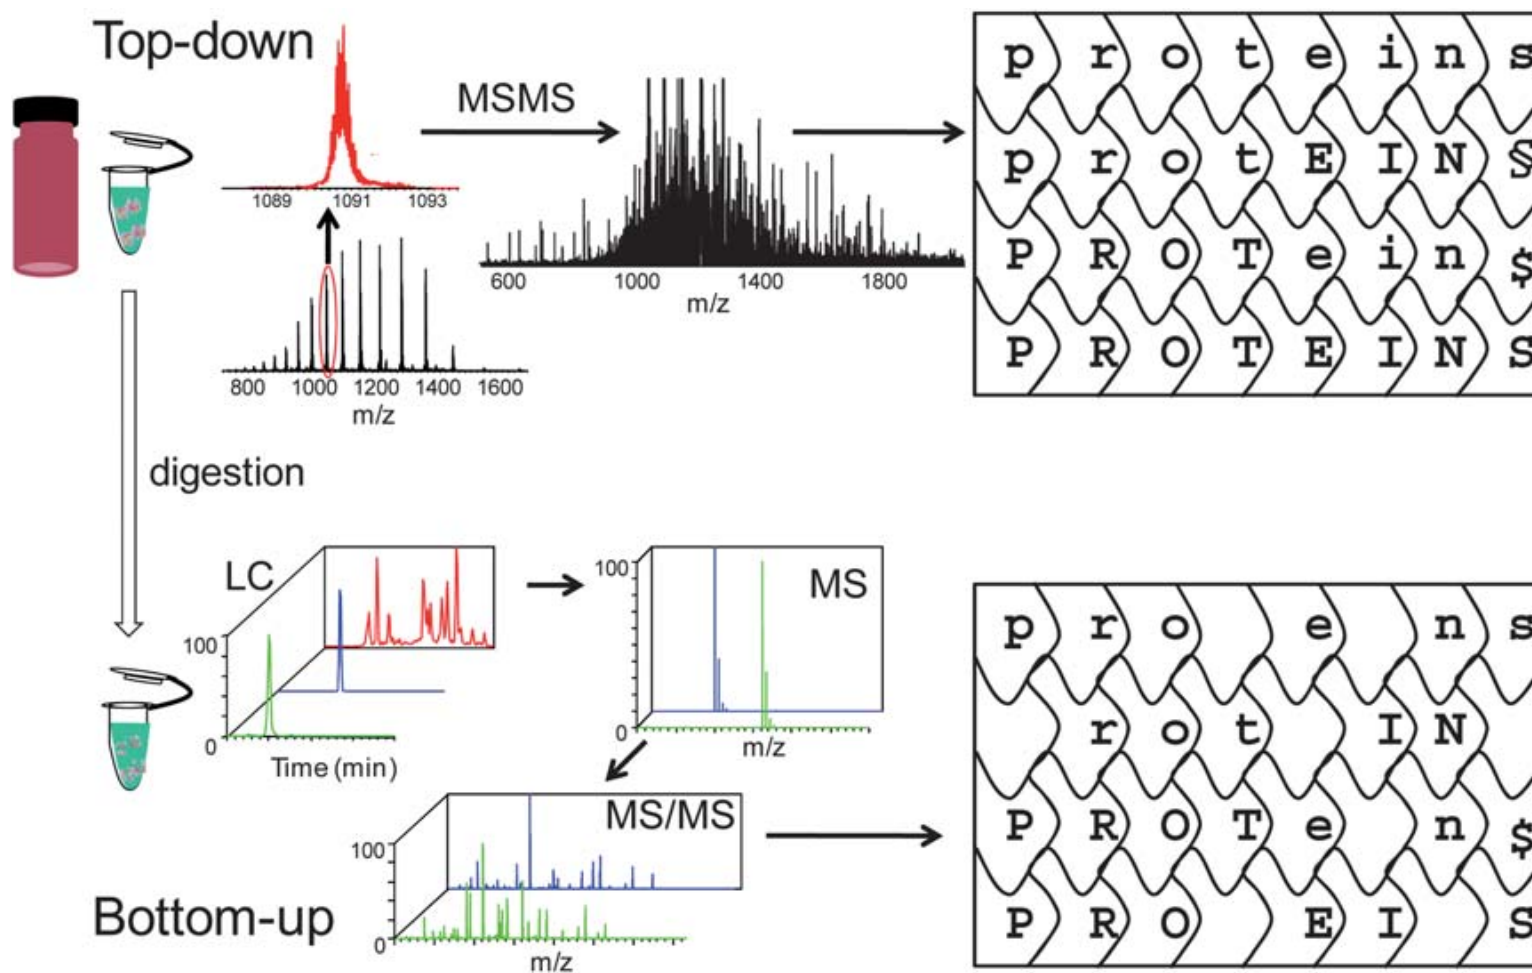 Top-down
MSMS
1089 1091 1093
600 1000 1400 1800
m/z
800 1000 1200 1400 1600
m/z
p r o t e i n s
p r o t E I N S
P R O T e i n $
P R O T E I N S
digestion
LC
100
0
Time (min)
MS
100
0
m/z
MS/MS
100
0
m/z
Bottom-up
p r o e n s
r o t I N
P R O T e n $
P R O E I S